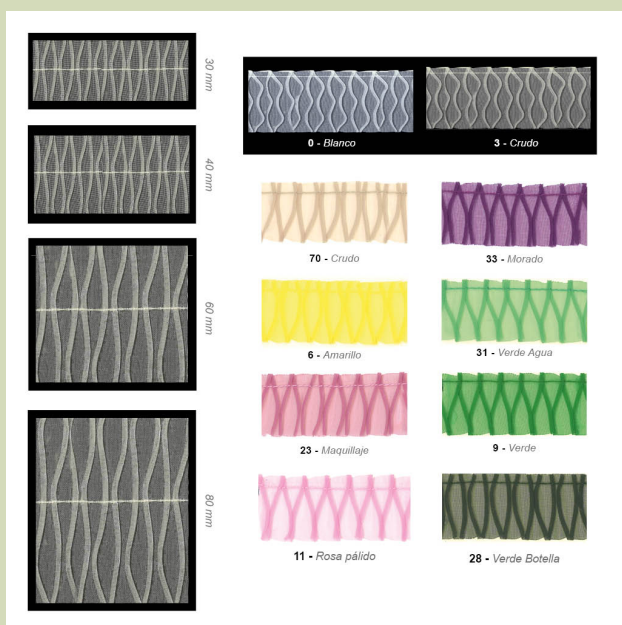 30 mm
40 mm
60 mm
80 mm
0 - Blanco
3 - Crudo
70 - Crudo
33 - Morado
6 - Amarillo
31 - Verde Agua
23 - Maquillaje
9 - Verde
11 - Rosa pálido
28 - Verde Botella